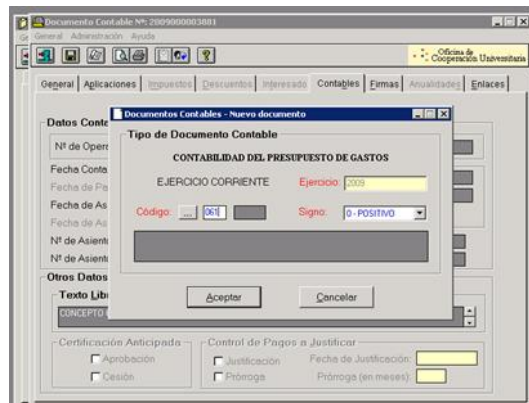 Documento Contable Nº: 2009000003881
General Administración Ayuda
Oficina de
Cooperación Universitaria
General Aplicaciones Impuestos Descuentos Interesado Contables Firmas Anualidades Enlaces
Documentos Contables - Nuevo documento
Datos Conta
Tipo de Documento Contable
Nº de Opera
CONTABILIDAD DEL PRESUPUESTO DE GASTOS
Fecha Conta
EJERCICIO CORRIENTE Ejercicio: 2009
Fecha de Pa
Fecha de As
Código: ... 061 Signo: 0 - POSITIVO
Fecha de As
Nº de Asient
Nº de Asient
Otros Datos
Texto Libr
Aceptar Cancelar
CONCEPTO
Certificación Anticipada Control de Pagos a Justificar
Aprobación Justificación Fecha de Justificación:
Cesión Prórroga Prórroga (en meses):